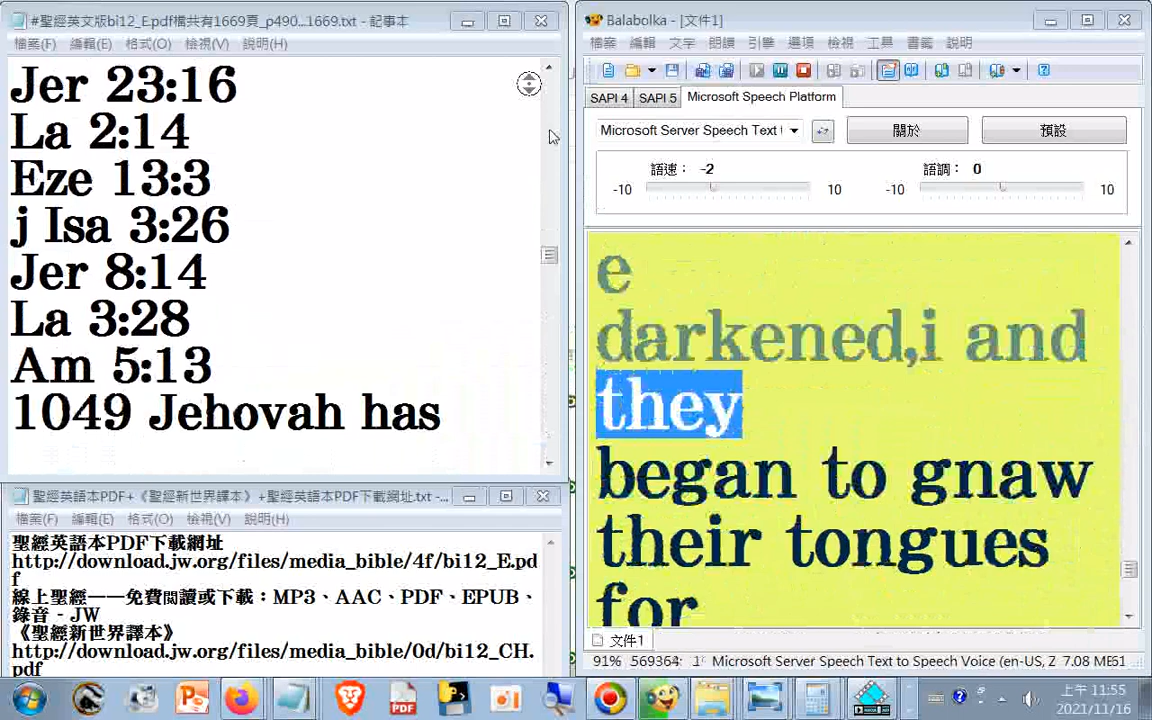 #聖經英文版bi12_E.pdf檔共有1669頁_p490...1669.txt - 記事本
檔案(F) 編輯(E) 格式(O) 檢視(V) 說明(H)
Jer 23:16
La 2:14
Eze 13:3
j Isa 3:26
Jer 8:14
La 3:28
Am 5:13
1049 Jehovah has
聖經英語本PDF+《聖經新世界譯本》+聖經英語本PDF下載網址.txt - ...
檔案(F) 編輯(E) 格式(O) 檢視(V) 說明(H)
聖經英語本PDF下載網址
http://download.jw.org/files/media_bible/4f/bi12_E.pd
f
線上聖經──免費閱讀或下載：MP3、AAC、PDF、EPUB、
錄音 - JW
《聖經新世界譯本》
http://download.jw.org/files/media_bible/0d/bi12_CH.
pdf
Balabolka - [文件1]
檔案 編輯 文字 朗讀 引擎 選項 檢視 工具 書籤 說明
SAPI 4 SAPI 5 Microsoft Speech Platform
Microsoft Server Speech Text 關於 預設
語速： -2 語調： 0
-10 10 -10 10
e
darkened,i and
they
began to gnaw
their tongues
for
文件1
91% 569364: Microsoft Server Speech Text to Speech Voice (en-US, Z 7.08 ME
上午 11:55
2021/11/16